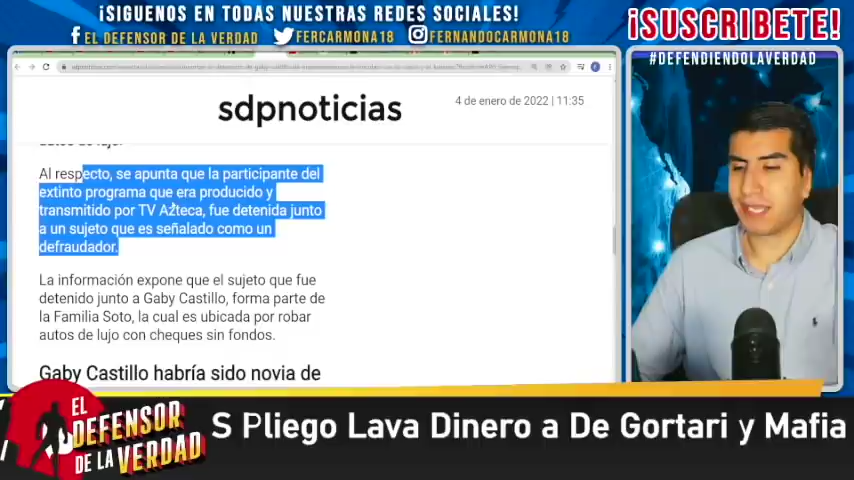 ¡SIGUENOS EN TODAS NUESTRAS REDES SOCIALES!
EL DEFENSOR DE LA VERDAD
FERCARMONA18
FERNANDOCARMONA18
¡SUSCRIBETE!
#DEFENDIENDOLAVERDAD
sdpnoticias
4 de enero de 2022 | 11:35
Al respecto, se apunta que la participante del
extinto programa que era producido y
transmitido por TV Azteca, fue detenida junto
a un sujeto que es señalado como un
defraudador.
La información expone que el sujeto que fue
detenido junto a Gaby Castillo, forma parte de
la Familia Soto, la cual es ubicada por robar
autos de lujo con cheques sin fondos.
Gaby Castillo habría sido novia de
EL
DEFENSOR
DE LA VERDAD
S Pliego Lava Dinero a De Gortari y Mafia